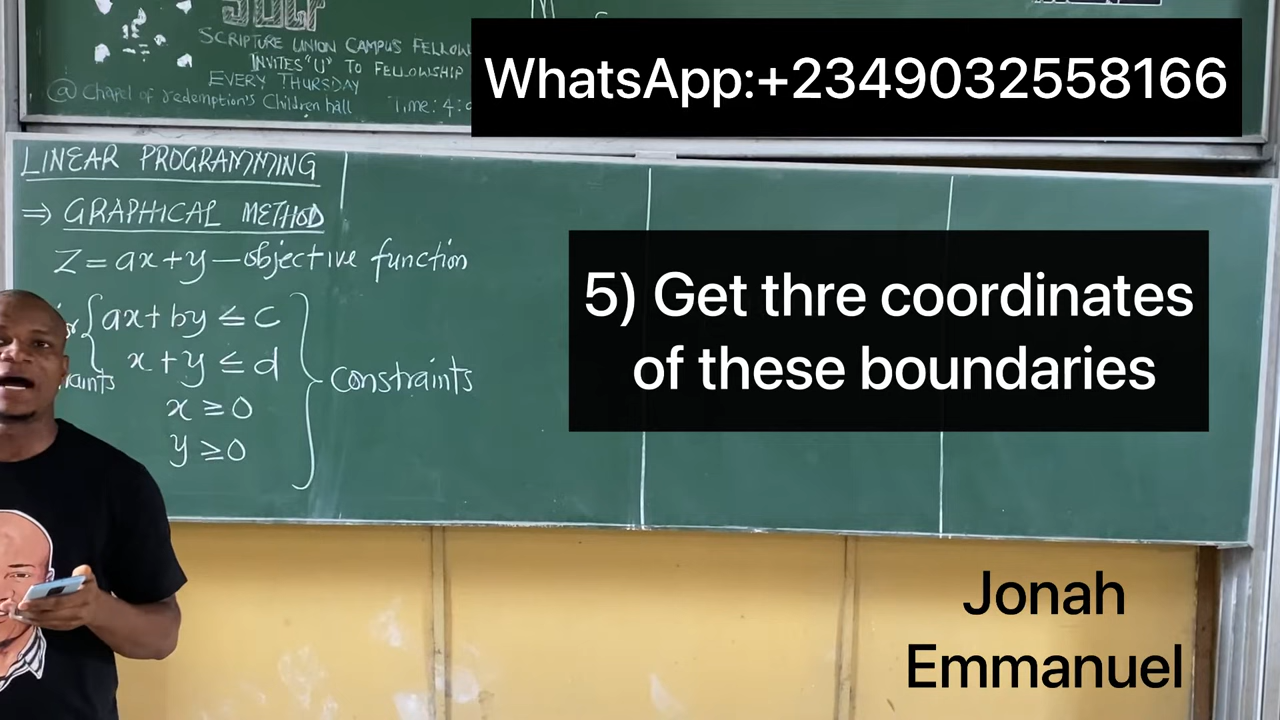 SCRIPTURE UNION CAMPUS
INVITES "U" TO FELLOWSHIP
EVERY THURSDAY
@ Chapel of redemption's Children hall Time: 4:
WhatsApp:+2349032558166
LINEAR PROGRAMMING
⇒ GRAPHICAL METHOD
Z = ax + y — objective function
ax + by ≤ c
x + y ≤ d
x ≥ 0
y ≥ 0
constraints
5) Get thre coordinates
of these boundaries
Jonah
Emmanuel